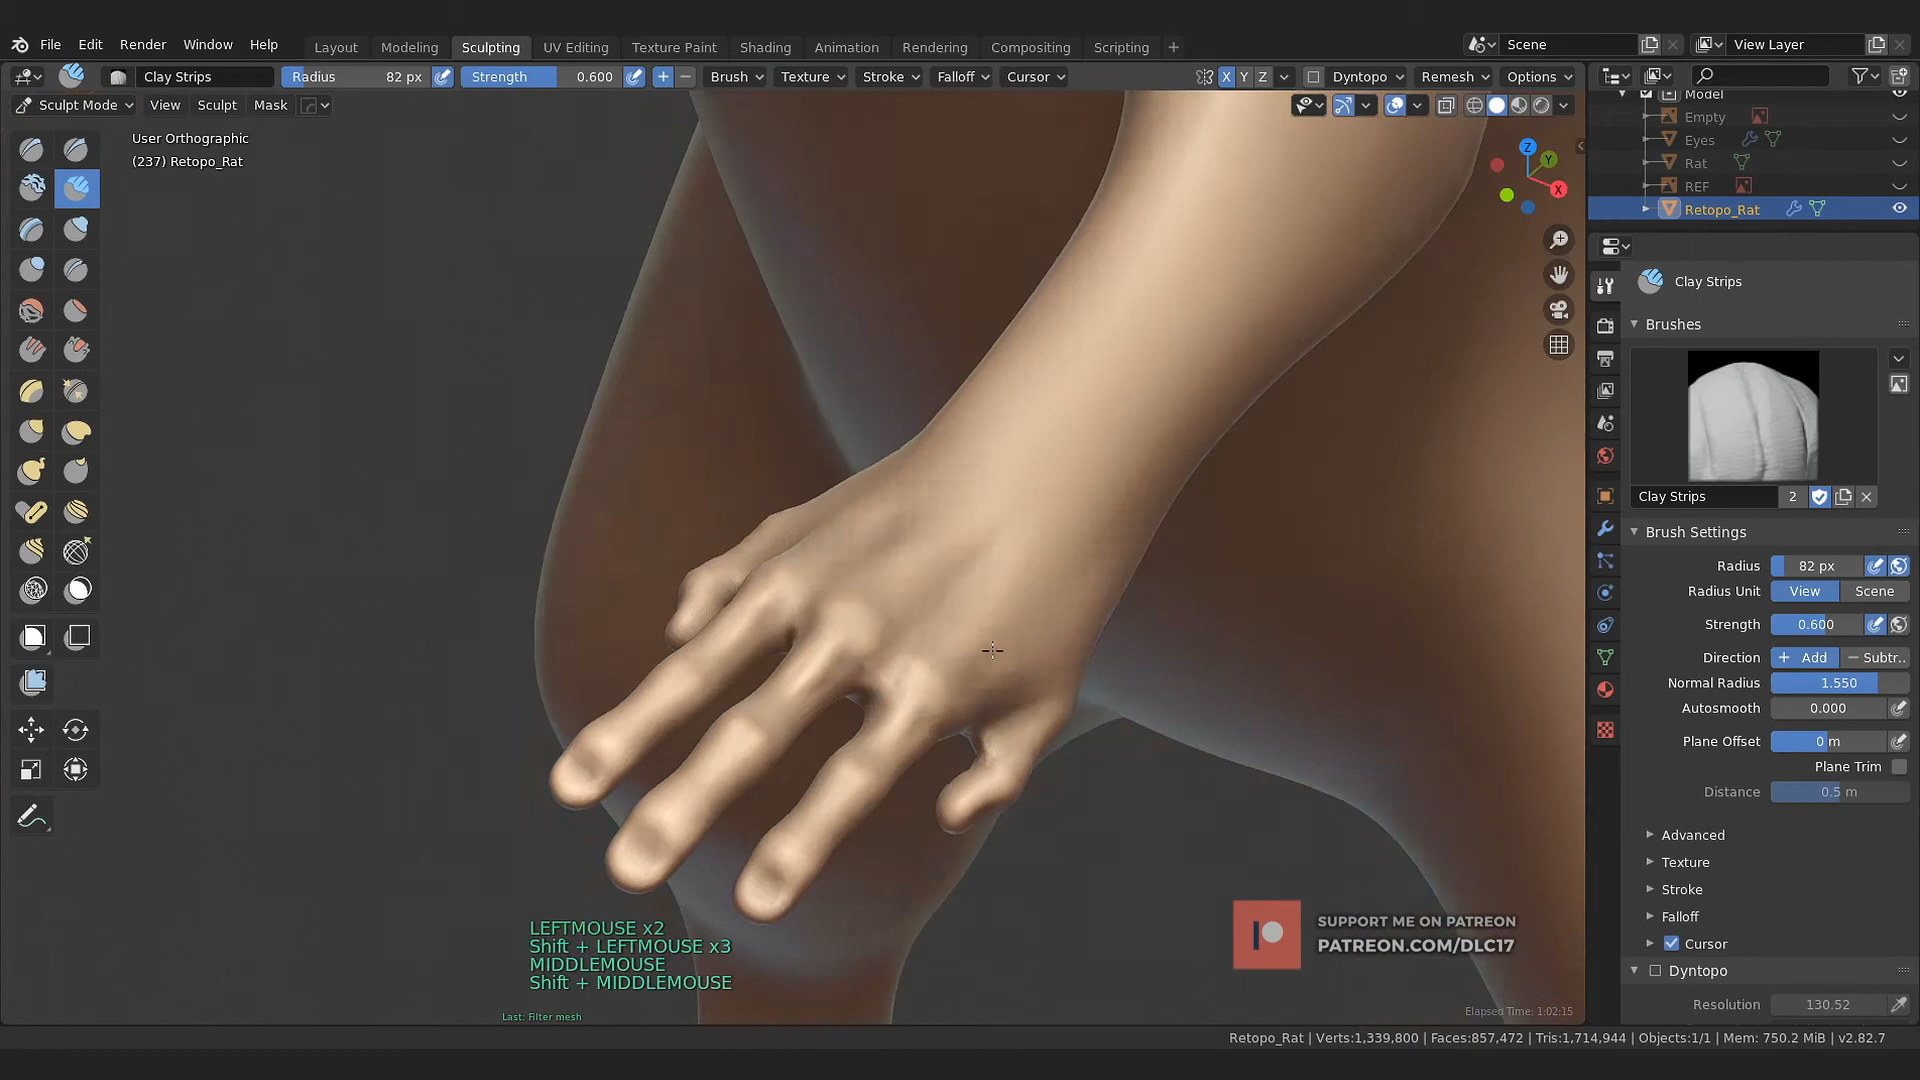 File Edit Render Window Help Layout Modeling Sculpting UV Editing Texture Paint Shading Animation Rendering Compositing Scripting + Scene View Layer
Clay Strips Radius 82 px Strength 0.600 + − Brush Texture Stroke Falloff Cursor X Y Z Dyntopo Remesh Options
Sculpt Mode View Sculpt Mask
User Orthographic
(237) Retopo_Rat
Z
Y
X
Model
Empty
Eyes
Rat
REF
Retopo_Rat
Clay Strips
Brushes
Clay Strips 2
Brush Settings
Radius 82 px
Radius Unit View Scene
Strength 0.600
Direction + Add − Subtr..
Normal Radius 1.550
Autosmooth 0.000
Plane Offset 0 m
Plane Trim
Distance 0.5 m
Advanced
Texture
Stroke
Falloff
Cursor
Dyntopo
Resolution 130.52
LEFTMOUSE x2
Shift + LEFTMOUSE x3
MIDDLEMOUSE
Shift + MIDDLEMOUSE
Last: Filter mesh
SUPPORT ME ON PATREON
PATREON.COM/DLC17
Elapsed Time: 1:02:15
Retopo_Rat | Verts:1,339,800 | Faces:857,472 | Tris:1,714,944 | Objects:1/1 | Mem: 750.2 MiB | v2.82.7